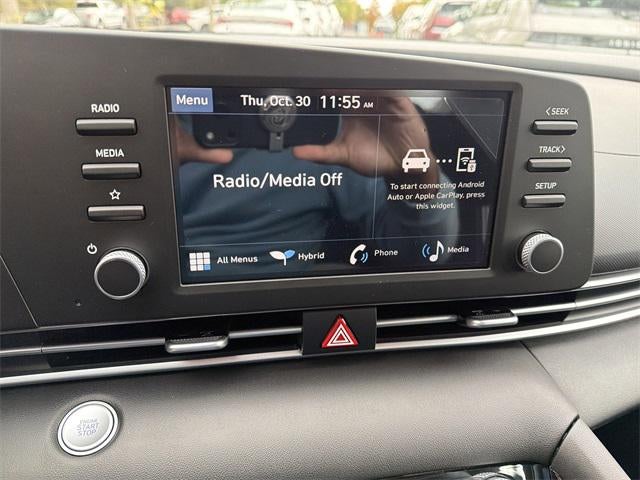 Menu Thu, Oct. 30 11:55 AM
RADIO
MEDIA
Radio/Media Off
To start connecting Android
Auto or Apple CarPlay, press
this widget.
All Menus Hybrid Phone Media
< SEEK
TRACK >
SETUP
ENGINE
START
STOP